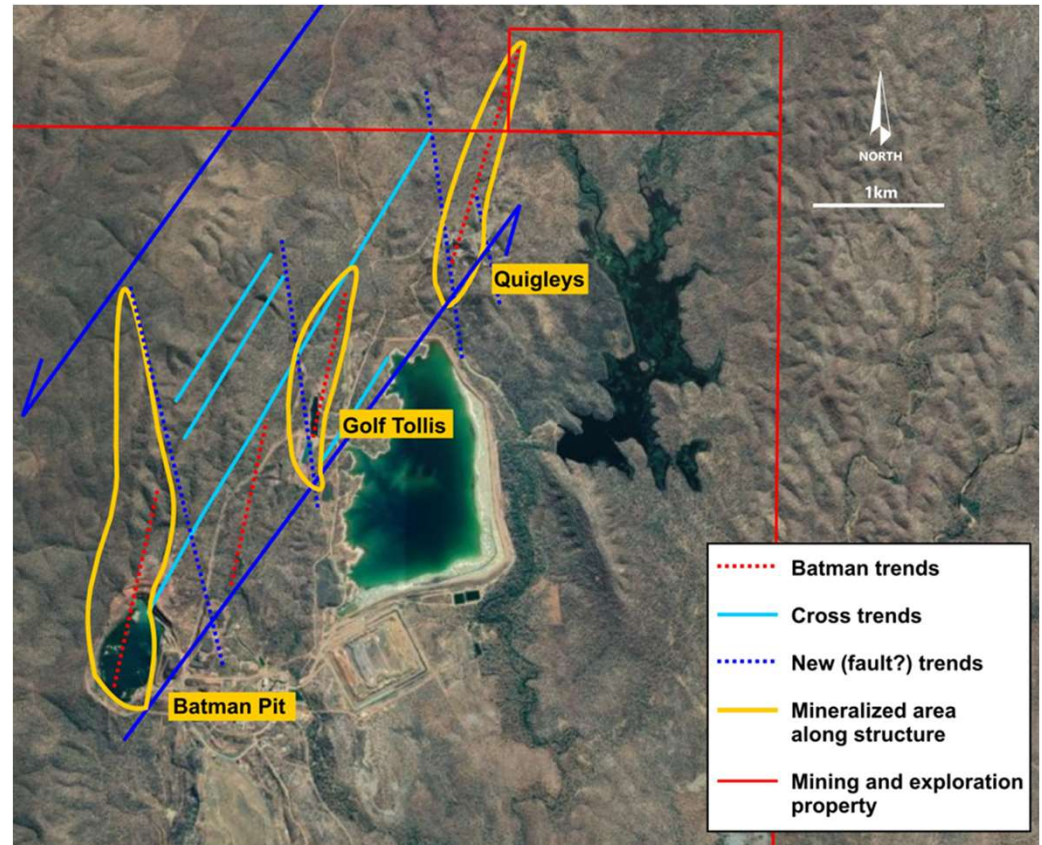 NORTH
1km
Quigleys
Golf Tollis
Batman Pit
Batman trends
Cross trends
New (fault?) trends
Mineralized area
along structure
Mining and exploration
property